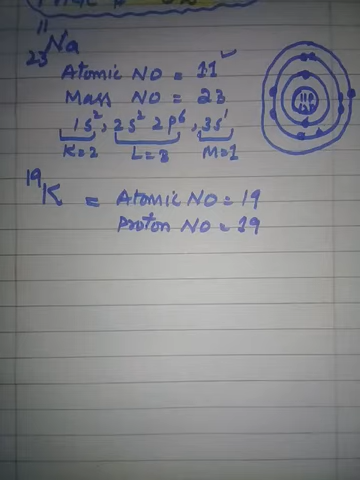 11
Na
23
Atomic NO = 11
Mass NO = 23
1s², 2s² 2p⁶, 3s¹
K=2 L=8 M=1
¹⁹K = Atomic NO = 19
Proton NO = 19